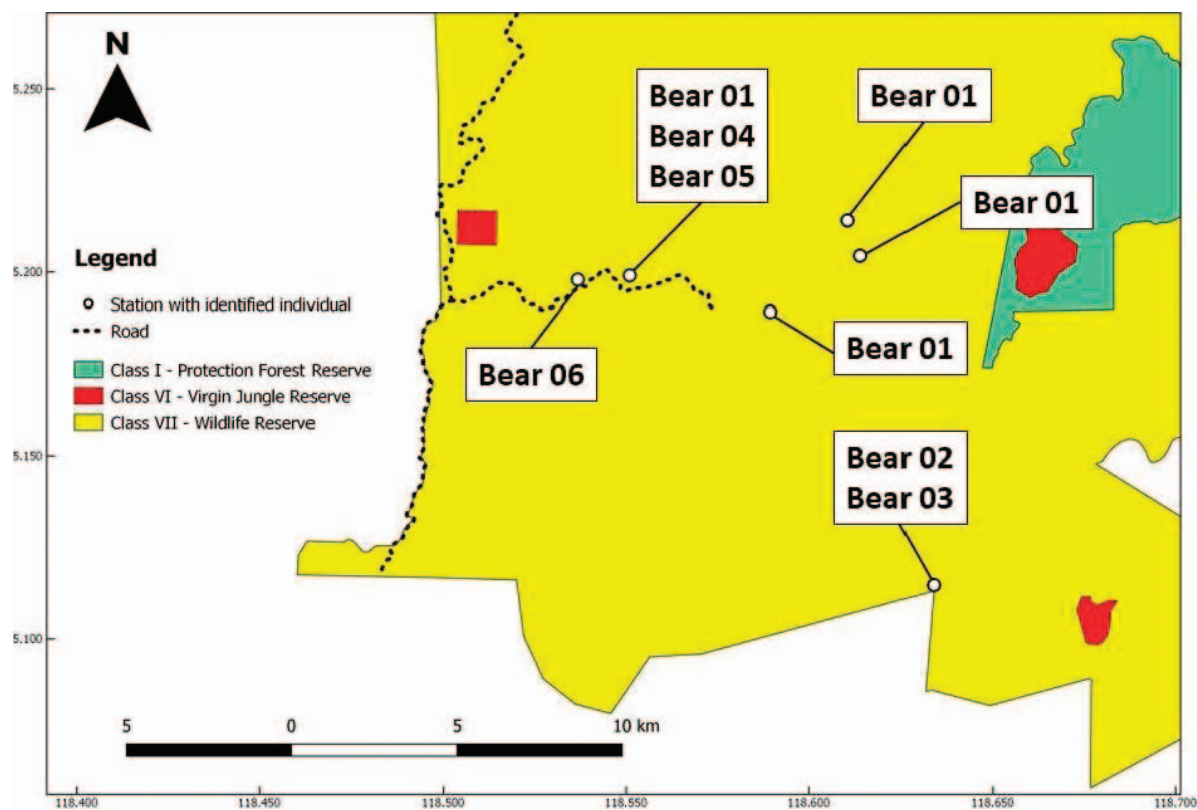 N
Bear 01
Bear 04
Bear 05
Bear 01
Bear 01
Bear 01
Bear 06
Bear 02
Bear 03
Legend
Station with identified individual
Road
Class I - Protection Forest Reserve
Class VI - Virgin Jungle Reserve
Class VII - Wildlife Reserve
5.250
5.200
5.150
5.100
5 0 5 10 km
118.400 118.450 118.500 118.550 118.600 118.650 118.700